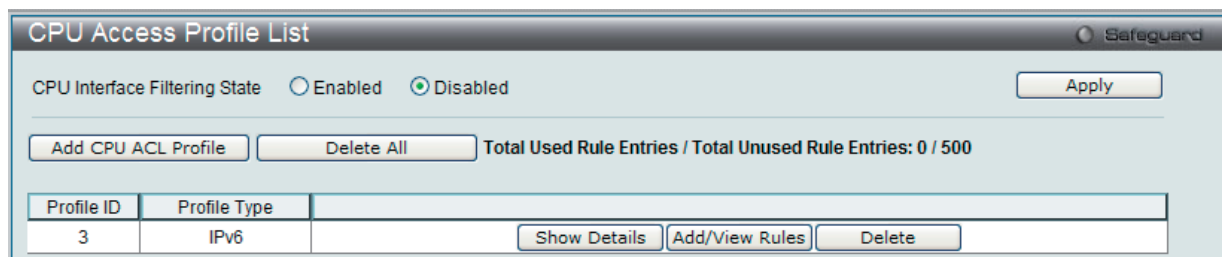 CPU Access Profile List
Safeguard
CPU Interface Filtering State Enabled Disabled Apply
Add CPU ACL Profile Delete All Total Used Rule Entries / Total Unused Rule Entries: 0 / 500
Profile ID Profile Type
3 IPv6 Show Details Add/View Rules Delete